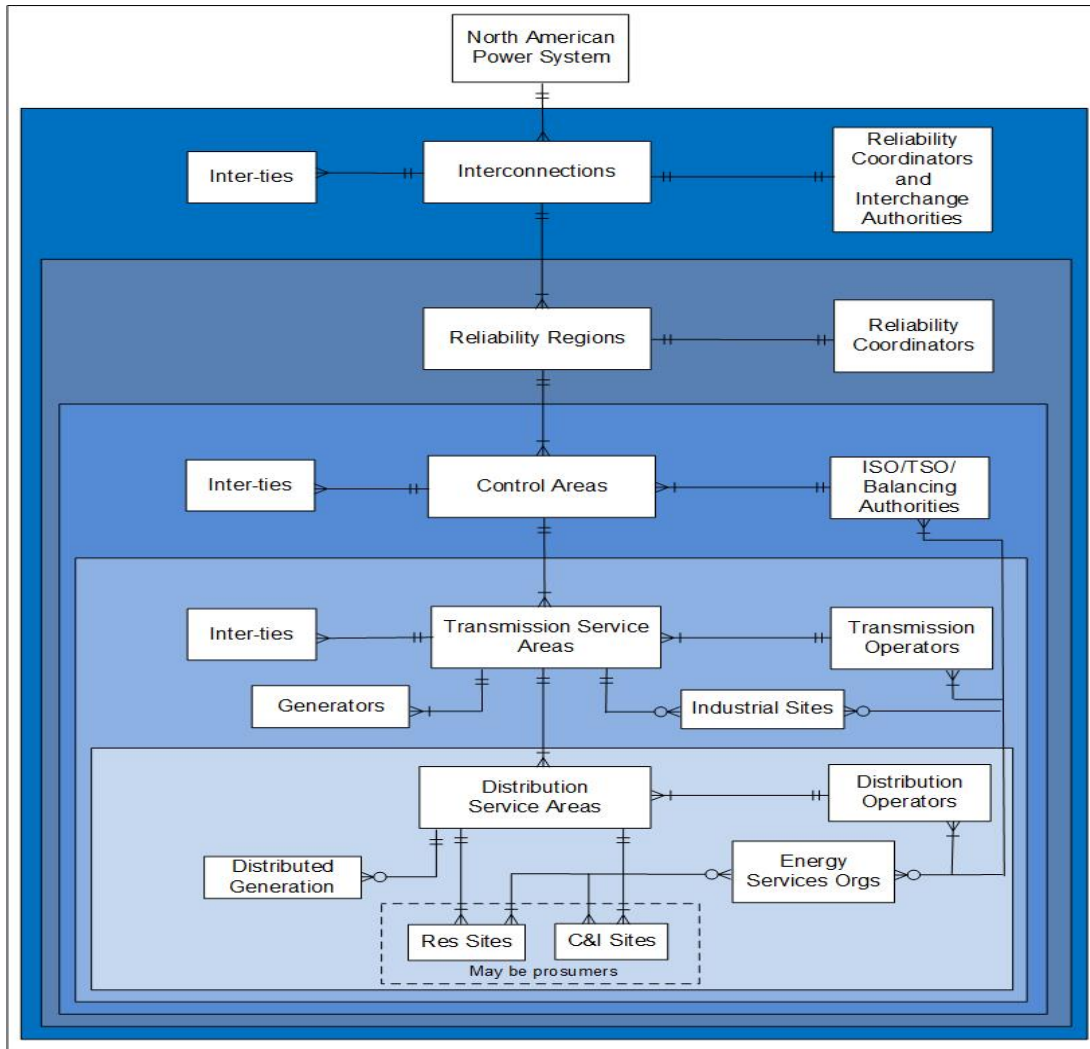 North American
Power System
Inter-ties
Interconnections
Reliability
Coordinators
and
Interchange
Authorities
Reliability Regions
Reliability
Coordinators
Inter-ties
Control Areas
ISO/TSO/
Balancing
Authorities
Inter-ties
Transmission Service
Areas
Transmission
Operators
Generators
Industrial Sites
Distribution
Service Areas
Distribution
Operators
Distributed
Generation
Energy
Services Orgs
Res Sites
C&I Sites
May be prosumers